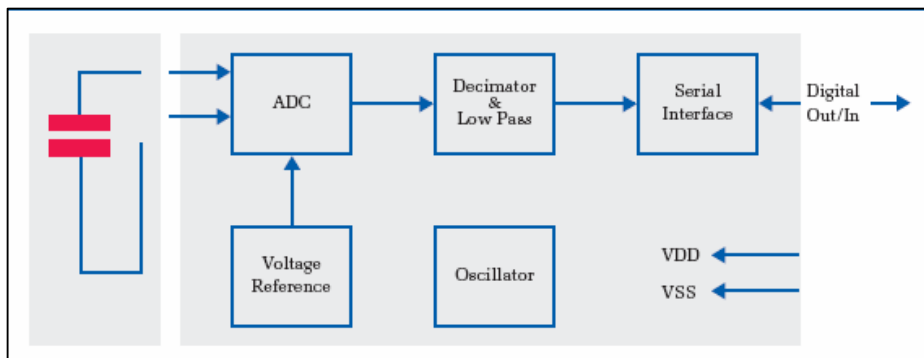 ADC
Decimator
&
Low Pass
Serial
Interface
Digital
Out/In
Voltage
Reference
Oscillator
VDD
VSS